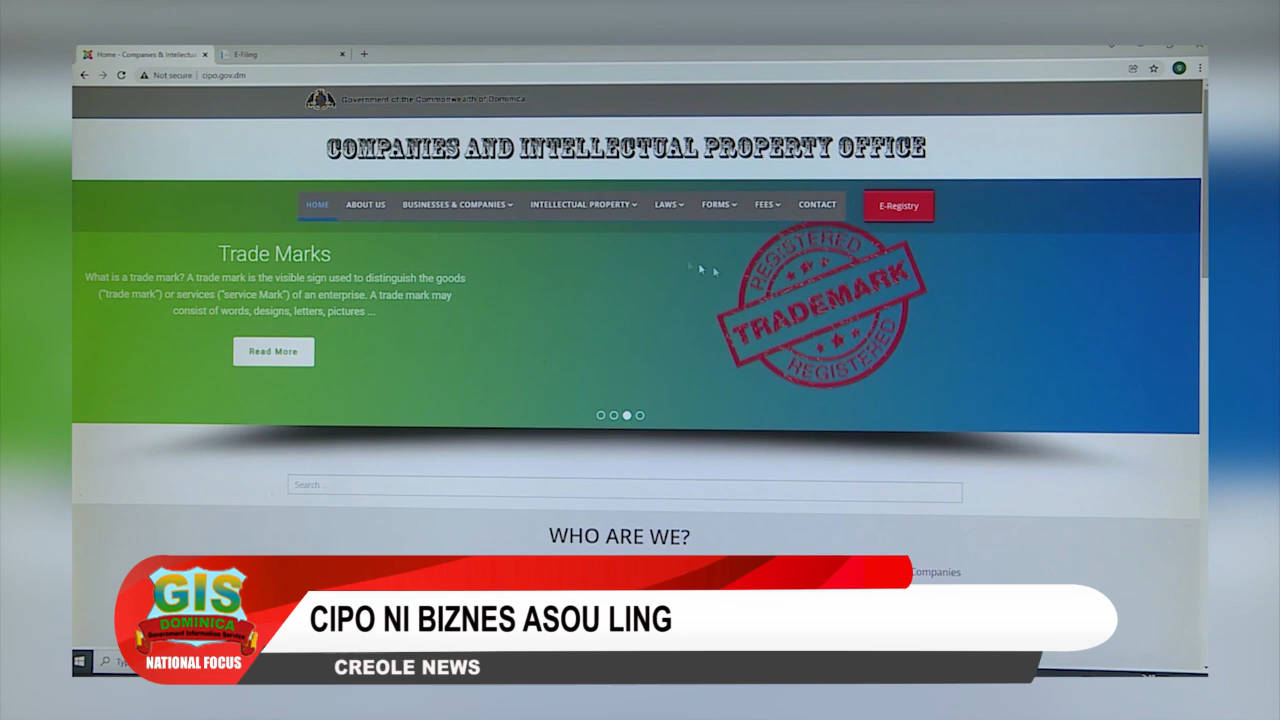 Home - Companies & Intellectu
E-Filing
Not secure | cipo.gov.dm
Government of the Commonwealth of Dominica
COMPANIES AND INTELLECTUAL PROPERTY OFFICE
HOME ABOUT US BUSINESSES & COMPANIES INTELLECTUAL PROPERTY LAWS FORMS FEES CONTACT E-Registry
Trade Marks
What is a trade mark? A trade mark is the visible sign used to distinguish the goods
("trade mark") or services ("service Mark") of an enterprise. A trade mark may
consist of words, designs, letters, pictures ...
Read More
REGISTERED
TRADEMARK
REGISTERED
Search ...
WHO ARE WE?
Companies
GIS
DOMINICA
Government Information Service
NATIONAL FOCUS
CIPO NI BIZNES ASOU LING
CREOLE NEWS